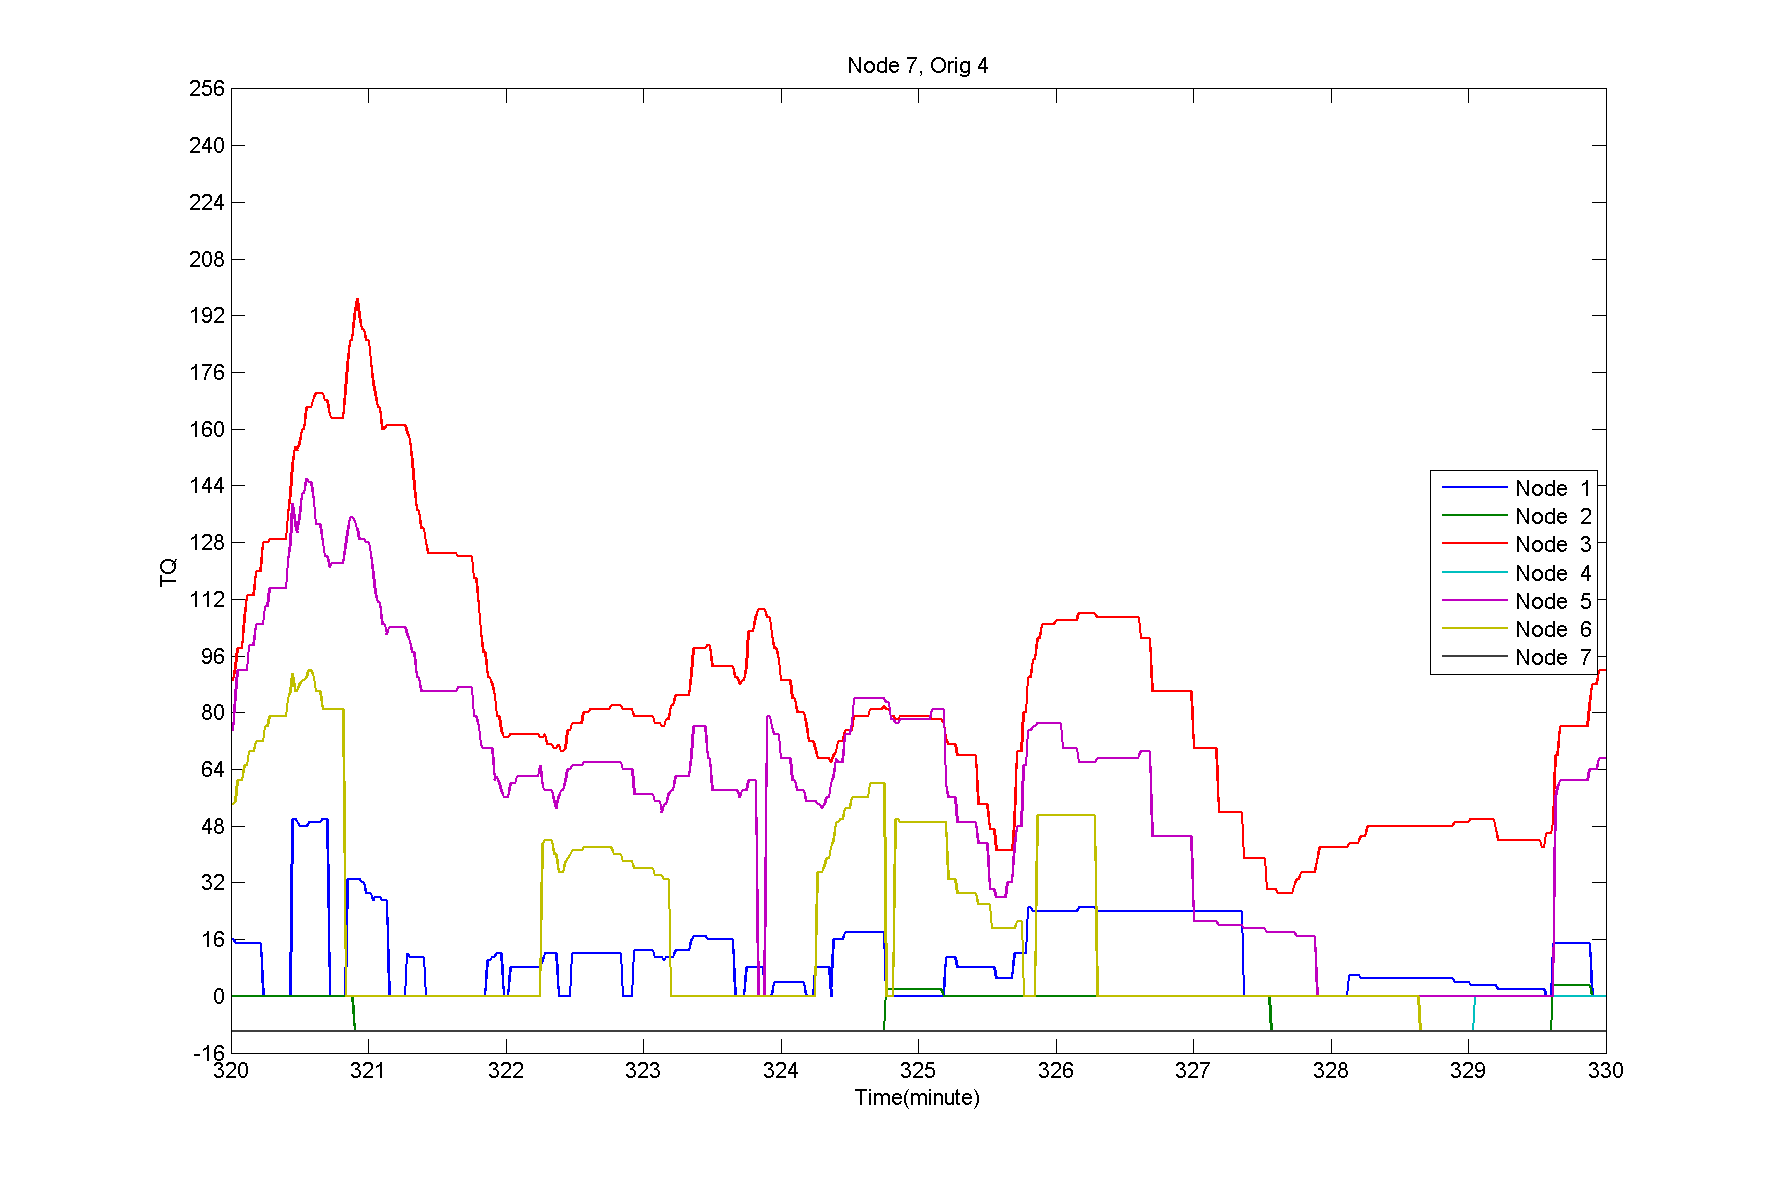 Node 7, Orig 4
256
240
224
208
192
176
160
144
128
112
96
80
64
48
32
16
0
-16
TQ
Node 1
Node 2
Node 3
Node 4
Node 5
Node 6
Node 7
320 321 322 323 324 325 326 327 328 329 330
Time(minute)